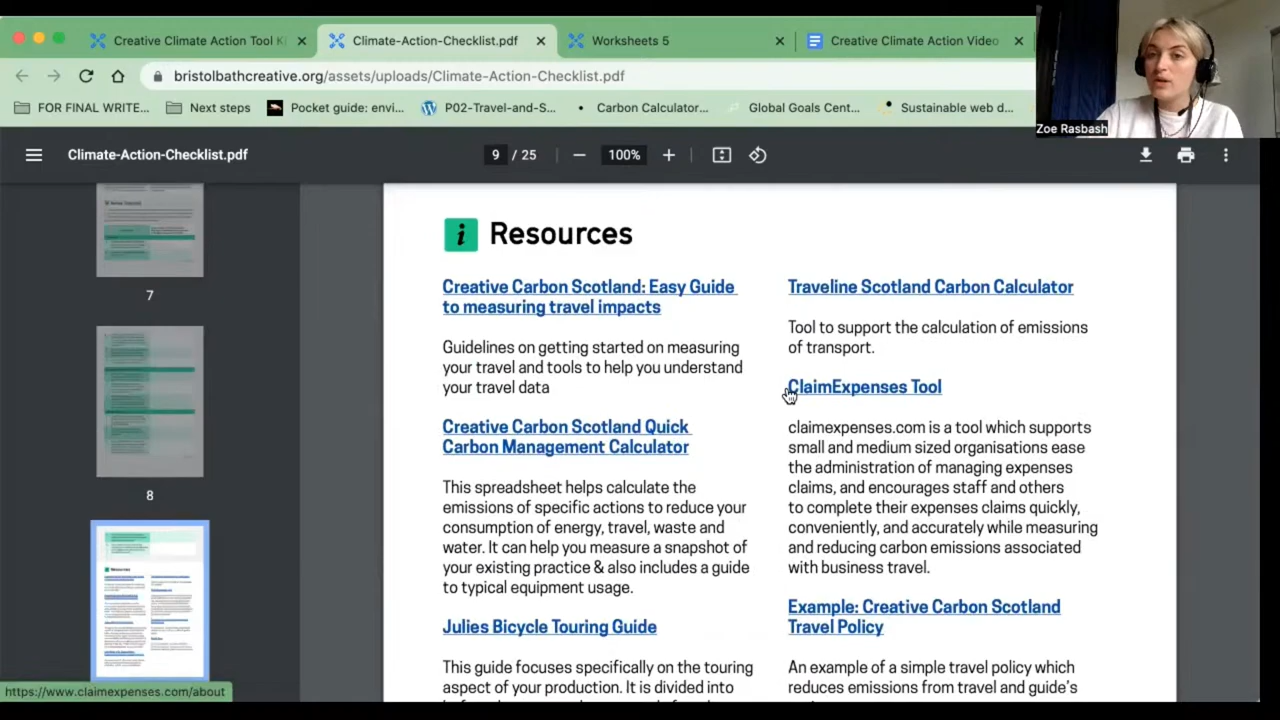 Creative Climate Action Tool Ki
Climate-Action-Checklist.pdf
Worksheets 5
Creative Climate Action Video
bristolbathcreative.org/assets/uploads/Climate-Action-Checklist.pdf
FOR FINAL WRITE...
Next steps
Pocket guide: envi...
P02-Travel-and-S...
Carbon Calculator...
Global Goals Cent...
Sustainable web d...
Zoe Rasbash
Climate-Action-Checklist.pdf
9 / 25
100%
7
8
i Resources
Creative Carbon Scotland: Easy Guide
to measuring travel impacts
Guidelines on getting started on measuring
your travel and tools to help you understand
your travel data
Creative Carbon Scotland Quick
Carbon Management Calculator
This spreadsheet helps calculate the
emissions of specific actions to reduce your
consumption of energy, travel, waste and
water. It can help you measure a snapshot of
your existing practice & also includes a guide
to typical equipment usage.
Julies Bicycle Touring Guide
This guide focuses specifically on the touring
aspect of your production. It is divided into
Traveline Scotland Carbon Calculator
Tool to support the calculation of emissions
of transport.
ClaimExpenses Tool
claimexpenses.com is a tool which supports
small and medium sized organisations ease
the administration of managing expenses
claims, and encourages staff and others
to complete their expenses claims quickly,
conveniently, and accurately while measuring
and reducing carbon emissions associated
with business travel.
Example: Creative Carbon Scotland
Travel Policy
An example of a simple travel policy which
reduces emissions from travel and guide's
https://www.claimexpenses.com/about